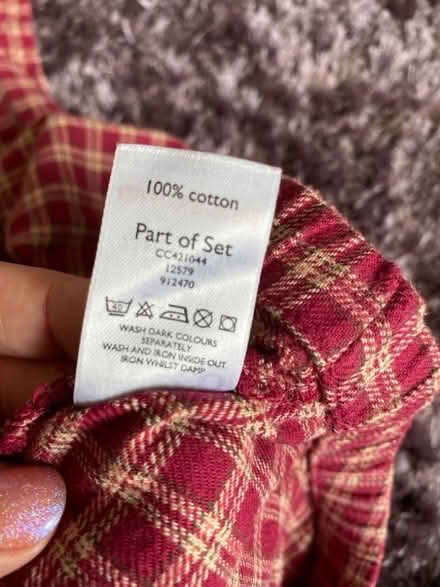 100% cotton
Part of Set
CC421044
12579
912470
40
WASH DARK COLOURS
SEPARATELY
WASH AND IRON INSIDE OUT
IRON WHILST DAMP